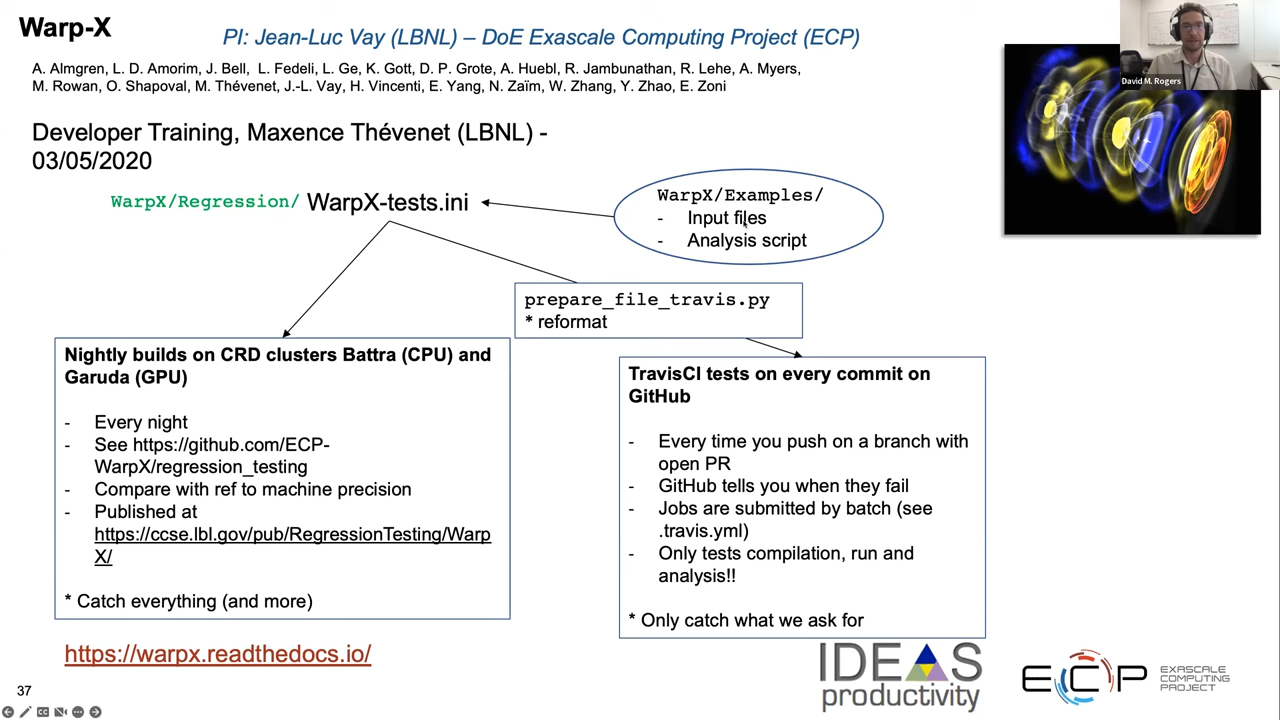 Warp-X
PI: Jean-Luc Vay (LBNL) – DoE Exascale Computing Project (ECP)
A. Almgren, L. D. Amorim, J. Bell, L. Fedeli, L. Ge, K. Gott, D. P. Grote, A. Huebl, R. Jambunathan, R. Lehe, A. Myers,
M. Rowan, O. Shapoval, M. Thévenet, J.-L. Vay, H. Vincenti, E. Yang, N. Zaïm, W. Zhang, Y. Zhao, E. Zoni
David M. Rogers
Developer Training, Maxence Thévenet (LBNL) -
03/05/2020
WarpX/Regression/ WarpX-tests.ini
WarpX/Examples/
- Input files
- Analysis script
prepare_file_travis.py
* reformat
Nightly builds on CRD clusters Battra (CPU) and
Garuda (GPU)
- Every night
- See https://github.com/ECP-
WarpX/regression_testing
- Compare with ref to machine precision
- Published at
https://ccse.lbl.gov/pub/RegressionTesting/Warp
X/
* Catch everything (and more)
TravisCI tests on every commit on
GitHub
- Every time you push on a branch with
open PR
- GitHub tells you when they fail
- Jobs are submitted by batch (see
.travis.yml)
- Only tests compilation, run and
analysis!!
* Only catch what we ask for
https://warpx.readthedocs.io/
IDEAS
productivity
ECP
EXASCALE
COMPUTING
PROJECT
37